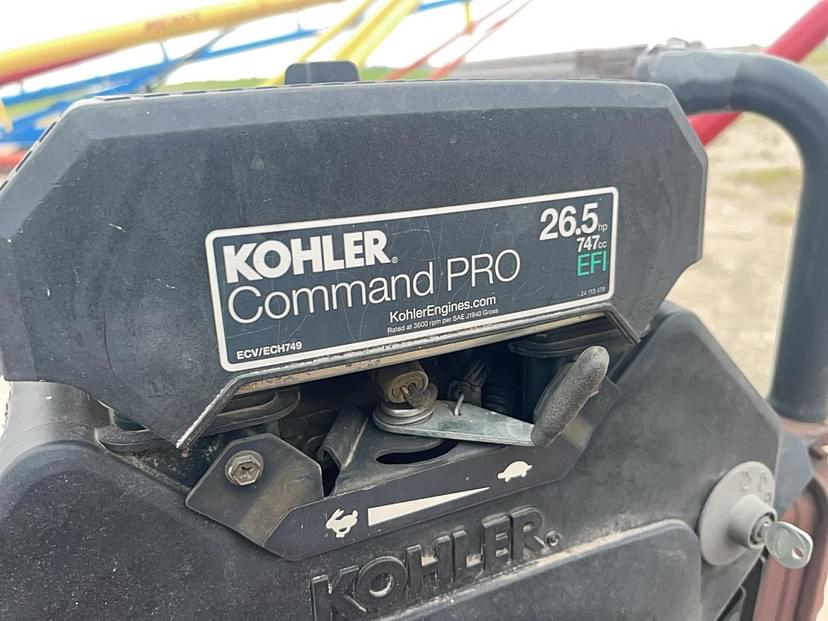 KOHLER®
Command PRO
26.5 hp
747cc
EFI
KohlerEngines.com
Rated at 3600 rpm per SAE J1940 Gross
ECV/ECH749
KOHLER®